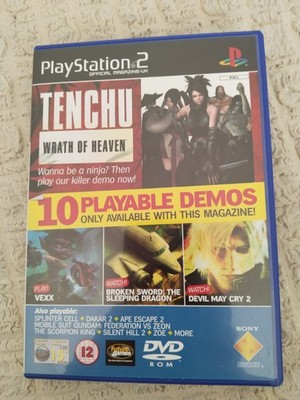 PlayStation 2
OFFICIAL MAGAZINE-UK
PAL
TENCHU
WRATH OF HEAVEN
Wanna be a ninja? Then
play our killer demo now!
10 PLAYABLE DEMOS
ONLY AVAILABLE WITH THIS MAGAZINE!
PLAY!
VEXX
WATCH!
BROKEN SWORD: THE
SLEEPING DRAGON
WATCH!
DEVIL MAY CRY 2
Also playable:
SPLINTER CELL + DAKAR 2 + APE ESCAPE 2
MOBILE SUIT GUNDAM: FEDERATION VS ZEON
THE SCORPION KING + SILENT HILL 2 + ZOE + MORE
12
DVD
ROM
SONY